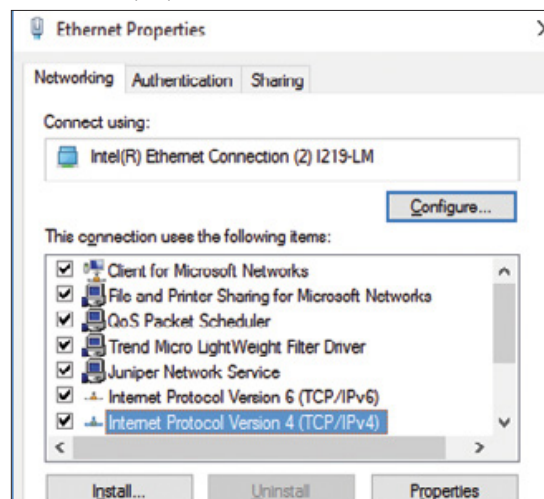 Ethernet Properties
Networking Authentication Sharing
Connect using:
Intel(R) Ethernet Connection (2) I219-LM
Configure...
This connection uses the following items:
Client for Microsoft Networks
File and Printer Sharing for Microsoft Networks
QoS Packet Scheduler
Trend Micro LightWeight Filter Driver
Juniper Network Service
Internet Protocol Version 6 (TCP/IPv6)
Internet Protocol Version 4 (TCP/IPv4)
Install... Uninstall Properties